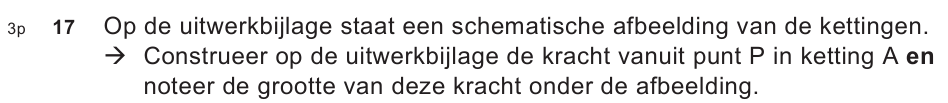 3p 17 Op de uitwerkbijlage staat een schematische afbeelding van de kettingen.
→ Construeer op de uitwerkbijlage de kracht vanuit punt P in ketting A en
noteer de grootte van deze kracht onder de afbeelding.